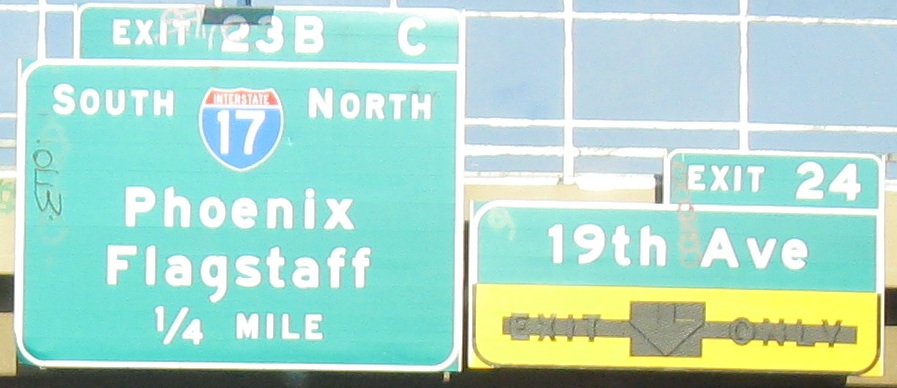 EXIT 23B C
SOUTH INTERSTATE 17 NORTH
Phoenix
Flagstaff
1/4 MILE
EXIT 24
19th Ave
EXIT ONLY